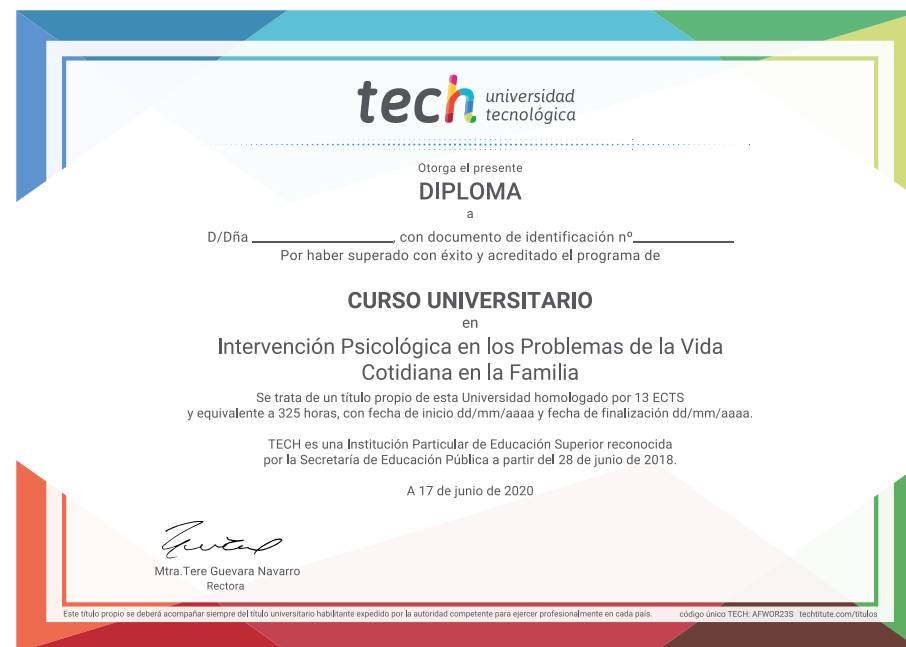 tech universidad
tecnológica
Otorga el presente
DIPLOMA
a
D/Dña ____________________, con documento de identificación nº______________
Por haber superado con éxito y acreditado el programa de
CURSO UNIVERSITARIO
en
Intervención Psicológica en los Problemas de la Vida
Cotidiana en la Familia
Se trata de un título propio de esta Universidad homologado por 13 ECTS
y equivalente a 325 horas, con fecha de inicio dd/mm/aaaa y fecha de finalización dd/mm/aaaa.
TECH es una Institución Particular de Educación Superior reconocida
por la Secretaría de Educación Pública a partir del 28 de junio de 2018.
A 17 de junio de 2020
Mtra.Tere Guevara Navarro
Rectora
Este título propio se deberá acompañar siempre del título universitario habilitante expedido por la autoridad competente para ejercer profesionalmente en cada país. código único TECH: AFWOR23S techtitute.com/titulos